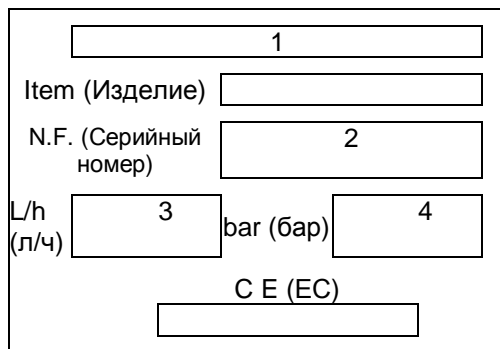 1
Item (Изделие)
N.F. (Серийный
номер)
2
L/h
(л/ч)
3
bar (бар)
4
C E (ЕС)